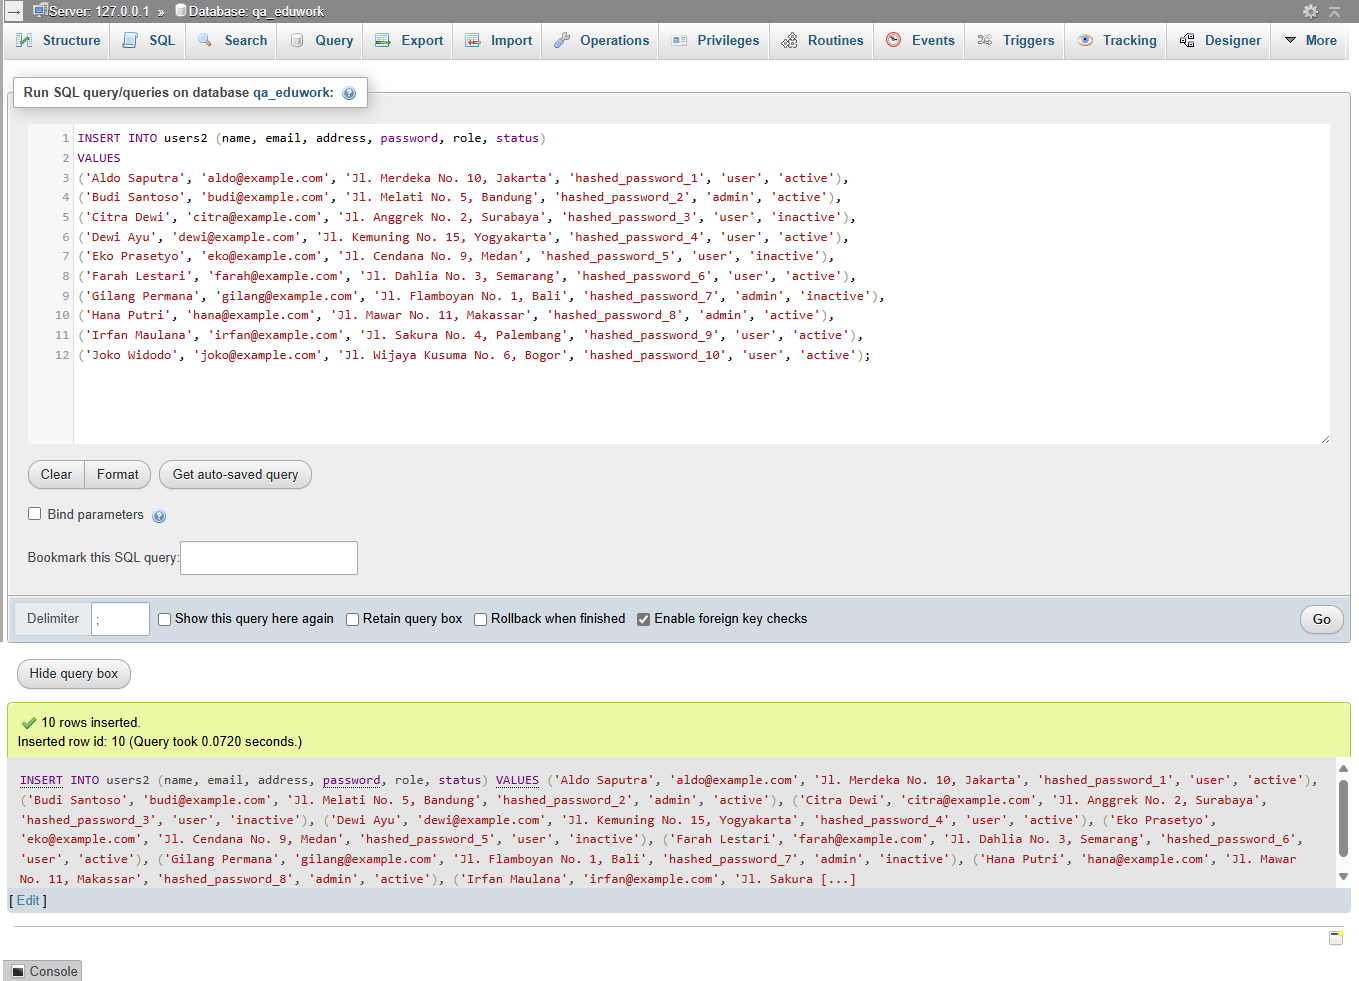 Server: 127.0.0.1 » Database: qa_eduwork
Structure SQL Search Query Export Import Operations Privileges Routines Events Triggers Tracking Designer More
Run SQL query/queries on database qa_eduwork:
1 INSERT INTO users2 (name, email, address, password, role, status)
2 VALUES
3 ('Aldo Saputra', 'aldo@example.com', 'Jl. Merdeka No. 10, Jakarta', 'hashed_password_1', 'user', 'active'),
4 ('Budi Santoso', 'budi@example.com', 'Jl. Melati No. 5, Bandung', 'hashed_password_2', 'admin', 'active'),
5 ('Citra Dewi', 'citra@example.com', 'Jl. Anggrek No. 2, Surabaya', 'hashed_password_3', 'user', 'inactive'),
6 ('Dewi Ayu', 'dewi@example.com', 'Jl. Kemuning No. 15, Yogyakarta', 'hashed_password_4', 'user', 'active'),
7 ('Eko Prasetyo', 'eko@example.com', 'Jl. Cendana No. 9, Medan', 'hashed_password_5', 'user', 'inactive'),
8 ('Farah Lestari', 'farah@example.com', 'Jl. Dahlia No. 3, Semarang', 'hashed_password_6', 'user', 'active'),
9 ('Gilang Permana', 'gilang@example.com', 'Jl. Flamboyan No. 1, Bali', 'hashed_password_7', 'admin', 'inactive'),
10 ('Hana Putri', 'hana@example.com', 'Jl. Mawar No. 11, Makassar', 'hashed_password_8', 'admin', 'active'),
11 ('Irfan Maulana', 'irfan@example.com', 'Jl. Sakura No. 4, Palembang', 'hashed_password_9', 'user', 'active'),
12 ('Joko Widodo', 'joko@example.com', 'Jl. Wijaya Kusuma No. 6, Bogor', 'hashed_password_10', 'user', 'active');
Clear Format Get auto-saved query
Bind parameters
Bookmark this SQL query:
Delimiter ; Show this query here again Retain query box Rollback when finished Enable foreign key checks Go
Hide query box
10 rows inserted.
Inserted row id: 10 (Query took 0.0720 seconds.)
INSERT INTO users2 (name, email, address, password, role, status) VALUES ('Aldo Saputra', 'aldo@example.com', 'Jl. Merdeka No. 10, Jakarta', 'hashed_password_1', 'user', 'active'),
('Budi Santoso', 'budi@example.com', 'Jl. Melati No. 5, Bandung', 'hashed_password_2', 'admin', 'active'), ('Citra Dewi', 'citra@example.com', 'Jl. Anggrek No. 2, Surabaya',
'hashed_password_3', 'user', 'inactive'), ('Dewi Ayu', 'dewi@example.com', 'Jl. Kemuning No. 15, Yogyakarta', 'hashed_password_4', 'user', 'active'), ('Eko Prasetyo',
'eko@example.com', 'Jl. Cendana No. 9, Medan', 'hashed_password_5', 'user', 'inactive'), ('Farah Lestari', 'farah@example.com', 'Jl. Dahlia No. 3, Semarang', 'hashed_password_6',
'user', 'active'), ('Gilang Permana', 'gilang@example.com', 'Jl. Flamboyan No. 1, Bali', 'hashed_password_7', 'admin', 'inactive'), ('Hana Putri', 'hana@example.com', 'Jl. Mawar
No. 11, Makassar', 'hashed_password_8', 'admin', 'active'), ('Irfan Maulana', 'irfan@example.com', 'Jl. Sakura [...]
[ Edit ]
Console